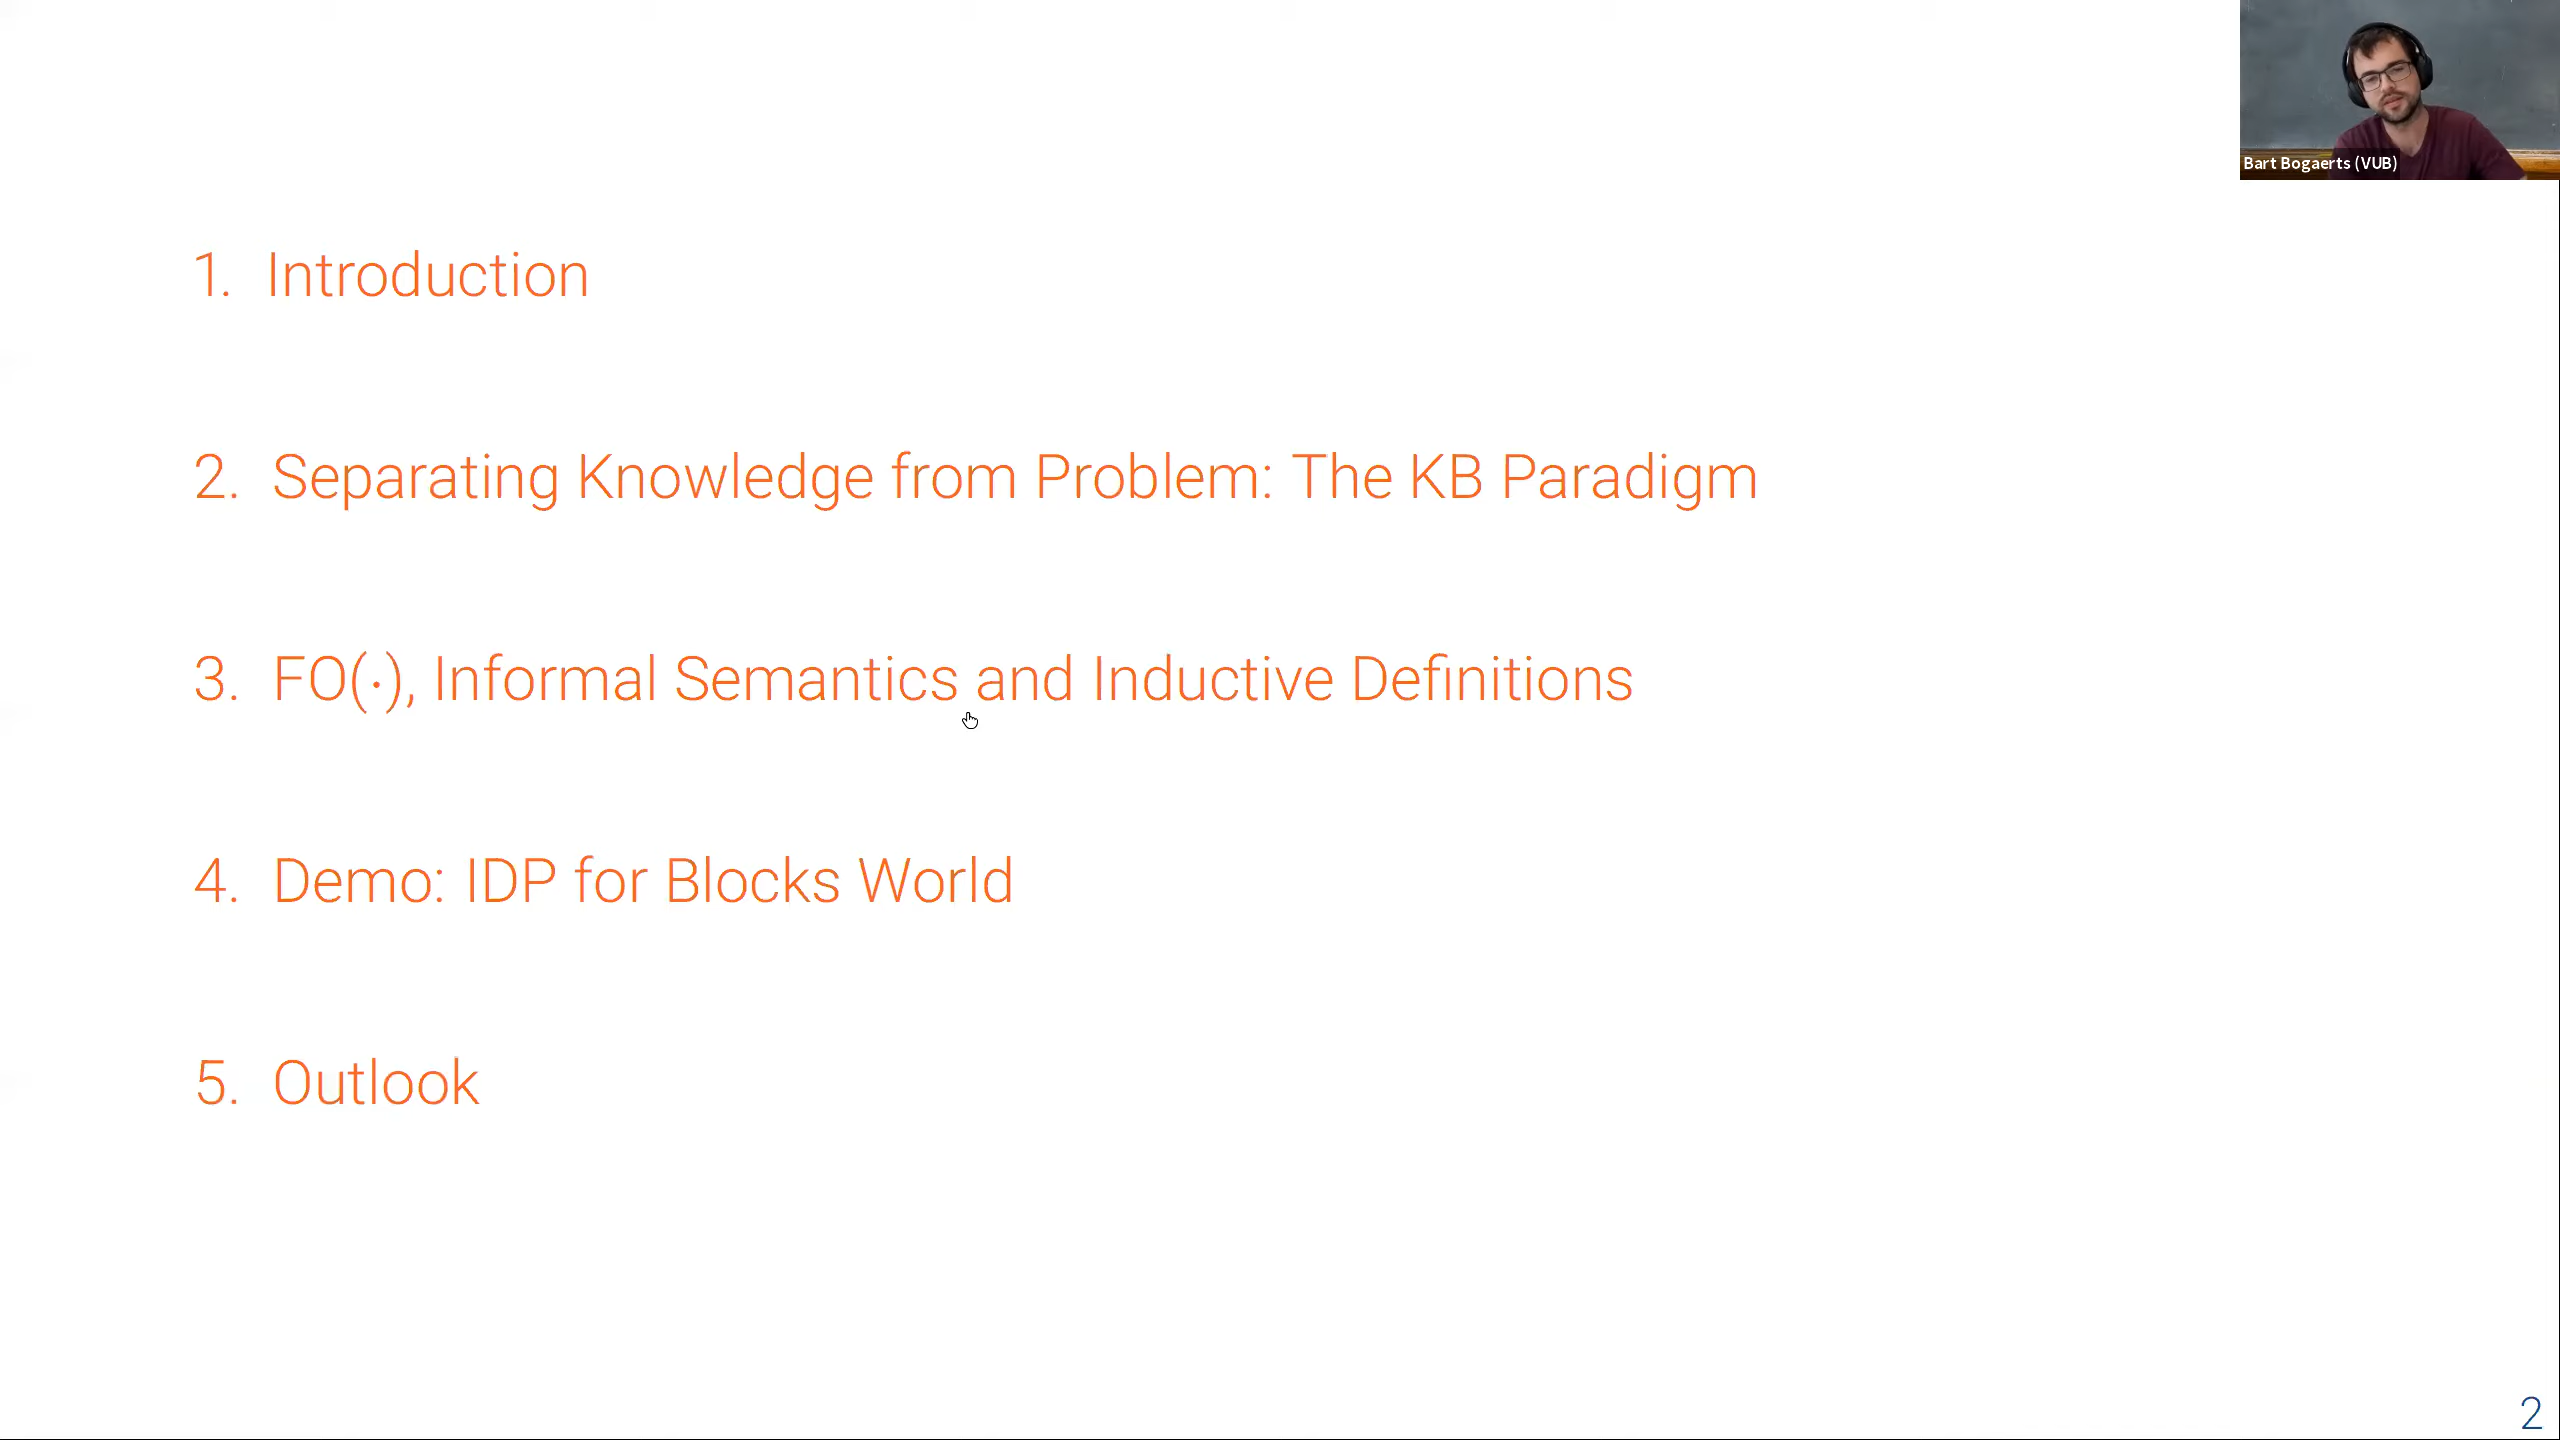 Bart Bogaerts (VUB)
1. Introduction
2. Separating Knowledge from Problem: The KB Paradigm
3. FO(·), Informal Semantics and Inductive Definitions
4. Demo: IDP for Blocks World
5. Outlook
2